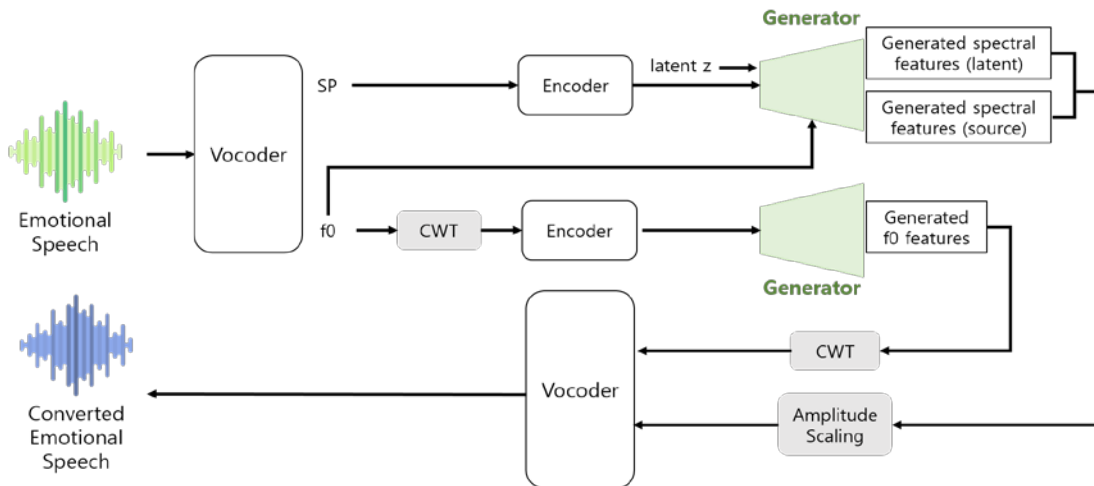 Generator
Generated spectral
features (latent)
latent z
SP
Encoder
Generated spectral
features (source)
Vocoder
Emotional
Speech
f0
CWT
Encoder
Generated
f0 features
Generator
CWT
Vocoder
Converted
Emotional
Speech
Amplitude
Scaling